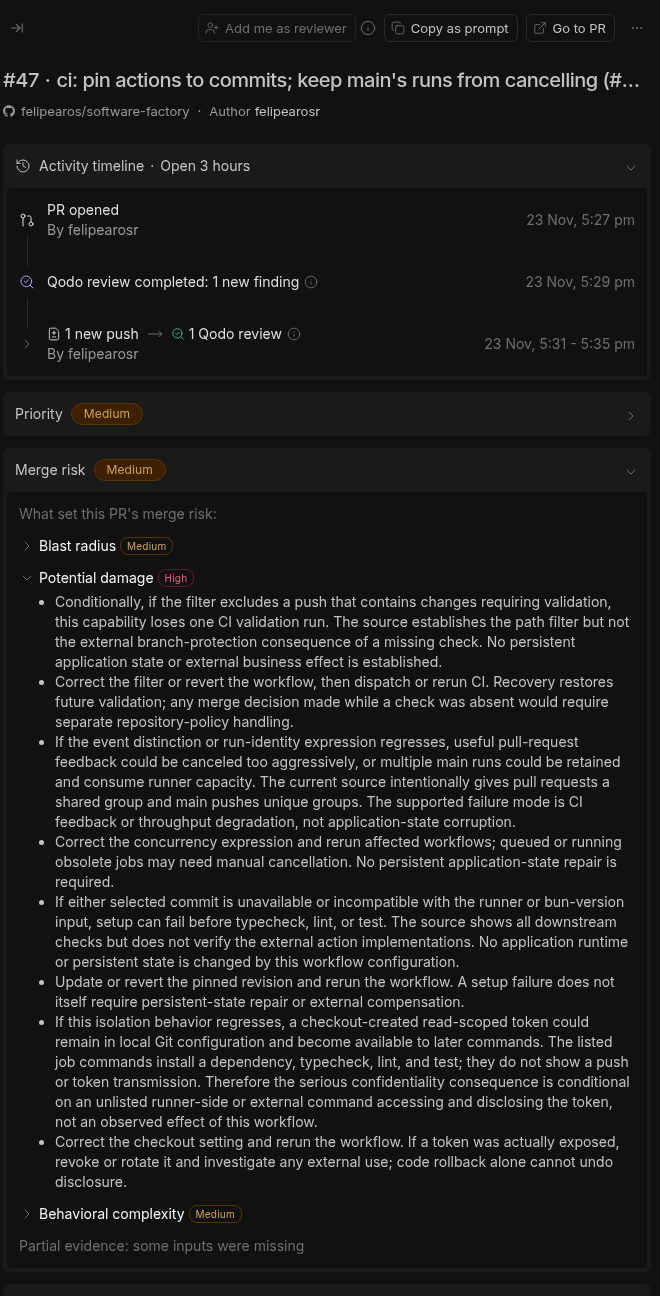 Add me as reviewer
Copy as prompt
Go to PR
#47 · ci: pin actions to commits; keep main's runs from cancelling (#...
felipearos/software-factory · Author felipearosr
Activity timeline · Open 3 hours
PR opened
23 Nov, 5:27 pm
By felipearosr
Qodo review completed: 1 new finding
23 Nov, 5:29 pm
1 new push → 1 Qodo review
23 Nov, 5:31 - 5:35 pm
By felipearosr
Priority Medium
Merge risk Medium
What set this PR's merge risk:
Blast radius Medium
Potential damage High
• Conditionally, if the filter excludes a push that contains changes requiring validation,
this capability loses one CI validation run. The source establishes the path filter but not
the external branch-protection consequence of a missing check. No persistent
application state or external business effect is established.
• Correct the filter or revert the workflow, then dispatch or rerun CI. Recovery restores
future validation; any merge decision made while a check was absent would require
separate repository-policy handling.
• If the event distinction or run-identity expression regresses, useful pull-request
feedback could be canceled too aggressively, or multiple main runs could be retained
and consume runner capacity. The current source intentionally gives pull requests a
shared group and main pushes unique groups. The supported failure mode is CI
feedback or throughput degradation, not application-state corruption.
• Correct the concurrency expression and rerun affected workflows; queued or running
obsolete jobs may need manual cancellation. No persistent application-state repair is
required.
• If either selected commit is unavailable or incompatible with the runner or bun-version
input, setup can fail before typecheck, lint, or test. The source shows all downstream
checks but does not verify the external action implementations. No application runtime
or persistent state is changed by this workflow configuration.
• Update or revert the pinned revision and rerun the workflow. A setup failure does not
itself require persistent-state repair or external compensation.
• If this isolation behavior regresses, a checkout-created read-scoped token could
remain in local Git configuration and become available to later commands. The listed
job commands install a dependency, typecheck, lint, and test; they do not show a push
or token transmission. Therefore the serious confidentiality consequence is conditional
on an unlisted runner-side or external command accessing and disclosing the token,
not an observed effect of this workflow.
• Correct the checkout setting and rerun the workflow. If a token was actually exposed,
revoke or rotate it and investigate any external use; code rollback alone cannot undo
disclosure.
Behavioral complexity Medium
Partial evidence: some inputs were missing